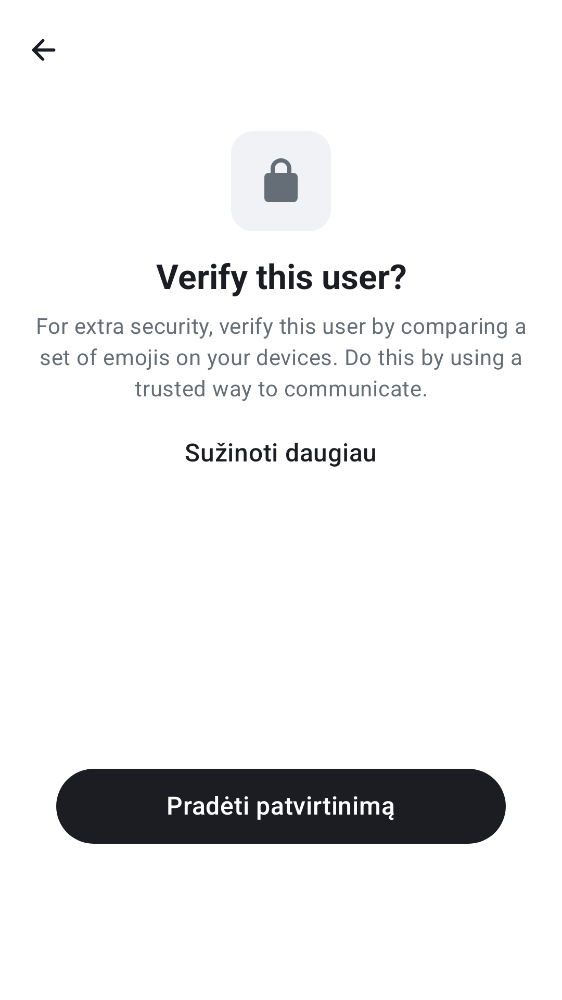 Verify this user?
For extra security, verify this user by comparing a
set of emojis on your devices. Do this by using a
trusted way to communicate.
Sužinoti daugiau
Pradėti patvirtinimą